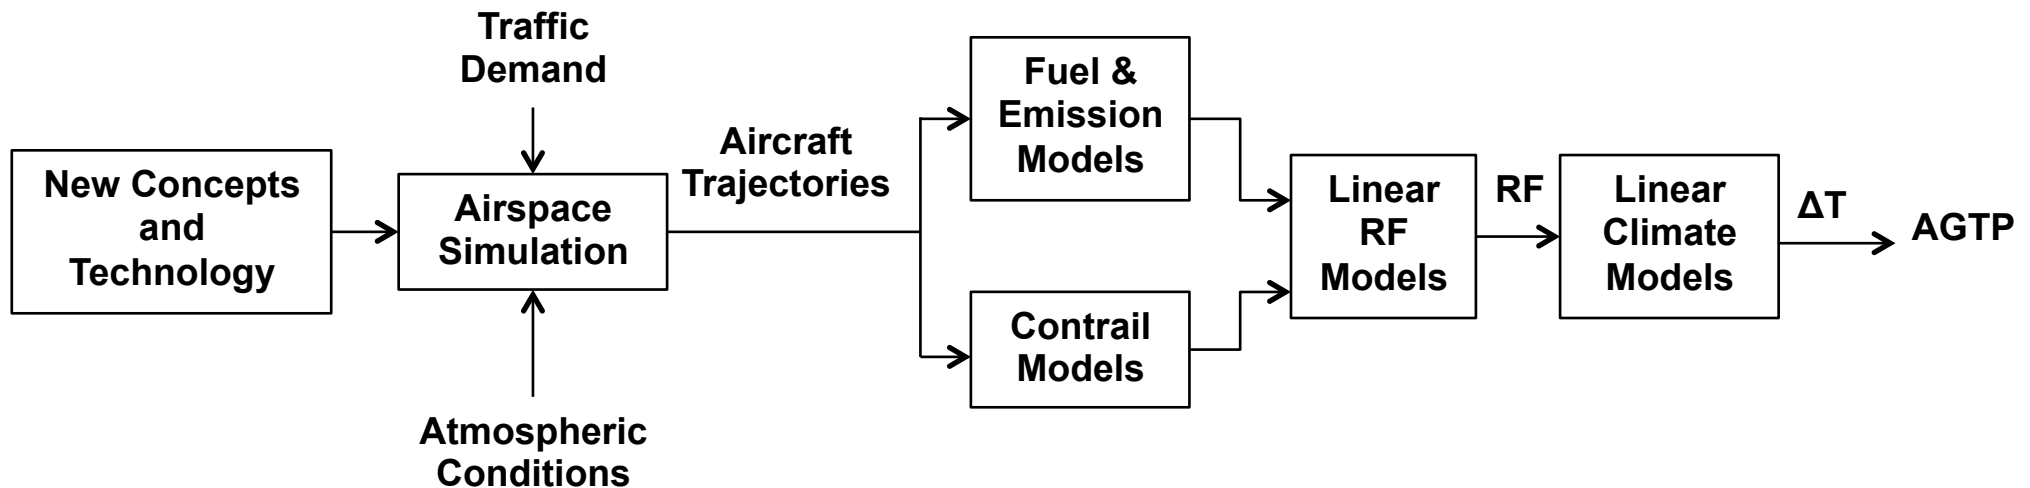 Traffic
Demand
New Concepts
and
Technology
Airspace
Simulation
Atmospheric
Conditions
Aircraft
Trajectories
Fuel &
Emission
Models
Contrail
Models
Linear
RF
Models
RF
Linear
Climate
Models
ΔT
AGTP